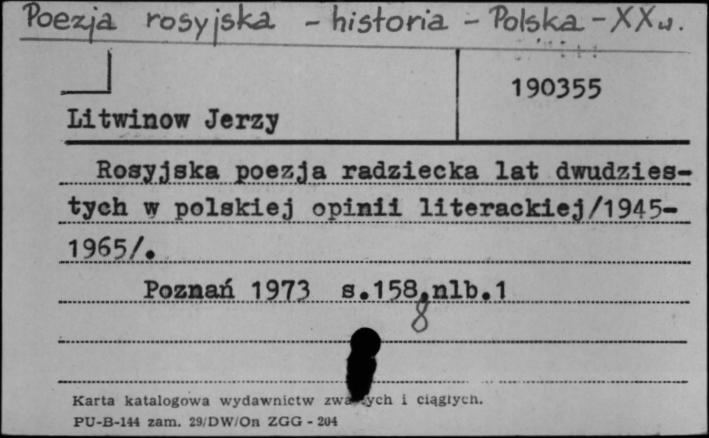 Poezja rosyjska - historia - Polska - XX w.
190355
Litwinow Jerzy
Rosyjska poezja radziecka lat dwudzies-
tych w polskiej opinii literackiej/1945-
1965/.
Poznań 1973 s.158,nlb.1
8
Karta katalogowa wydawnictw i ciągłych.
PU-B-144 zam. 29/DW/On ZGG - 204